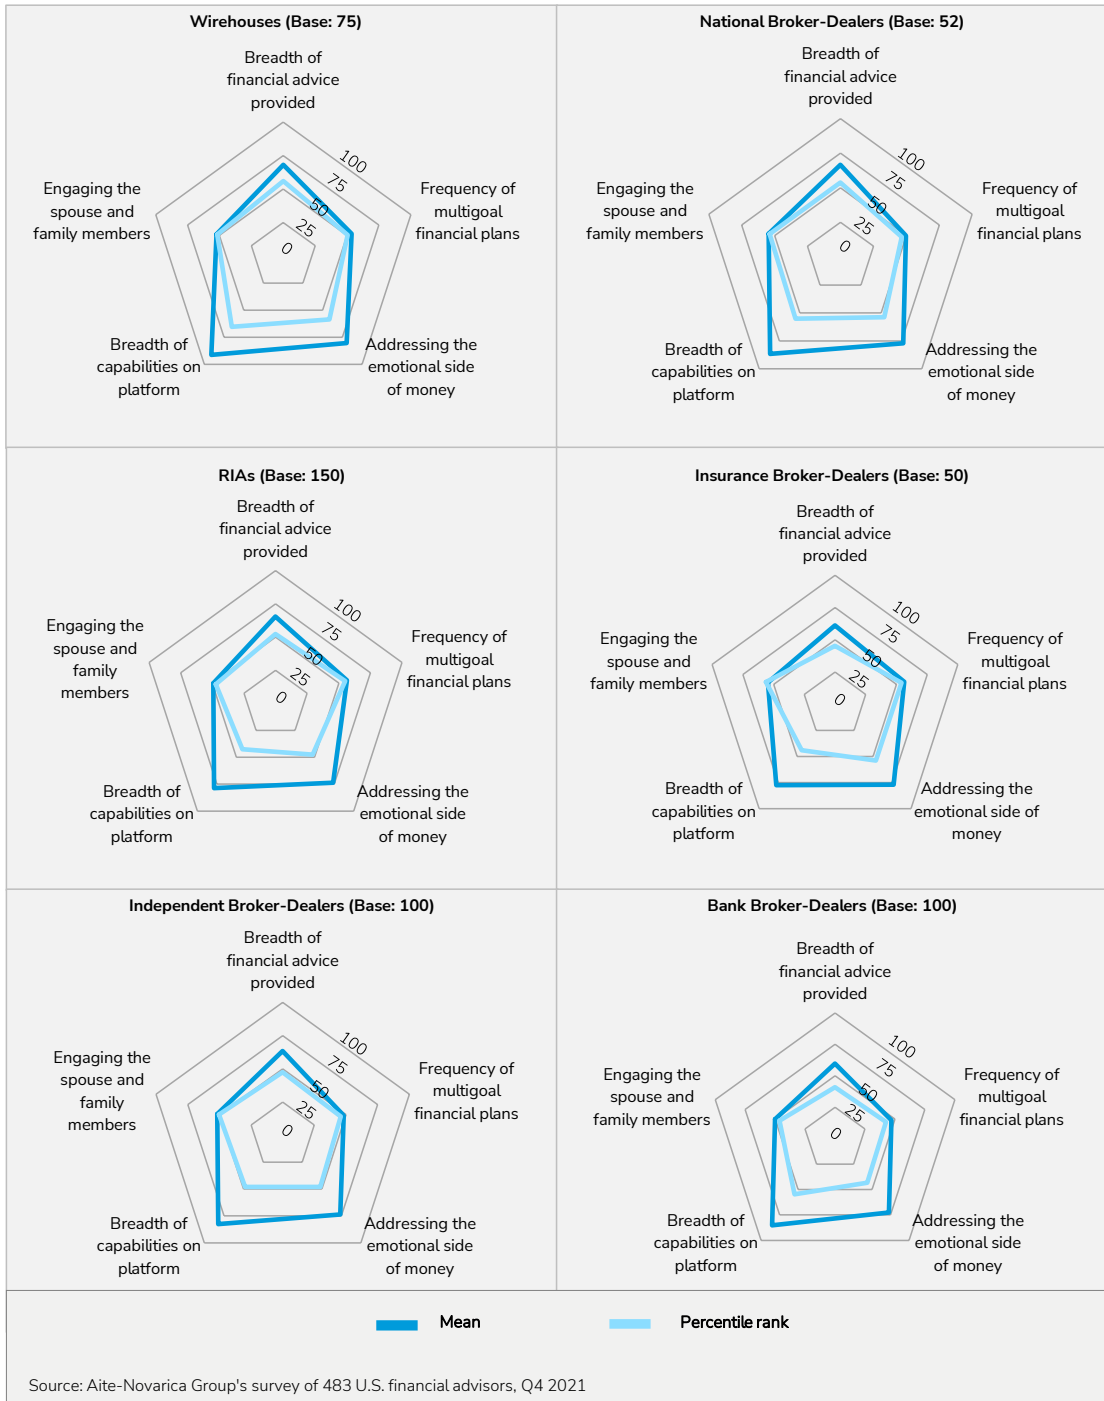 Wirehouses (Base: 75)
Breadth of
financial advice
provided
100
75
50
25
0
Engaging the
spouse and
family members
Frequency of
multigoal
financial plans
Breadth of
capabilities on
platform
Addressing the
emotional side
of money
National Broker-Dealers (Base: 52)
Breadth of
financial advice
provided
100
75
50
25
0
Engaging the
spouse and
family members
Frequency of
multigoal
financial plans
Breadth of
capabilities on
platform
Addressing the
emotional side
of money
RIAs (Base: 150)
Breadth of
financial advice
provided
100
75
50
25
0
Engaging the
spouse and
family
members
Frequency of
multigoal
financial plans
Breadth of
capabilities on
platform
Addressing the
emotional side
of money
Insurance Broker-Dealers (Base: 50)
Breadth of
financial advice
provided
100
75
50
25
0
Engaging the
spouse and
family members
Frequency of
multigoal
financial plans
Breadth of
capabilities on
platform
Addressing the
emotional side of
money
Independent Broker-Dealers (Base: 100)
Breadth of
financial advice
provided
100
75
50
25
0
Engaging the
spouse and
family
members
Frequency of
multigoal
financial plans
Breadth of
capabilities on
platform
Addressing the
emotional side
of money
Bank Broker-Dealers (Base: 100)
Breadth of
financial advice
provided
100
75
50
25
0
Engaging the
spouse and
family members
Frequency of
multigoal
financial plans
Breadth of
capabilities on
platform
Addressing the
emotional side
of money
Mean
Percentile rank
Source: Aite-Novarica Group's survey of 483 U.S. financial advisors, Q4 2021